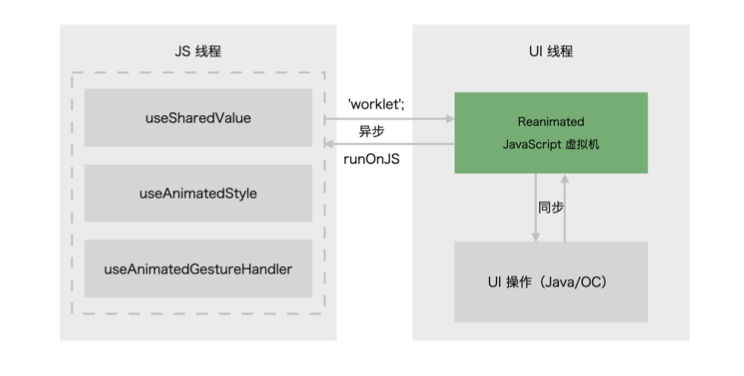 JS 线程
useSharedValue
useAnimatedStyle
useAnimatedGestureHandler
'worklet';
异步
runOnJS
UI 线程
Reanimated
JavaScript 虚拟机
同步
UI 操作（Java/OC）